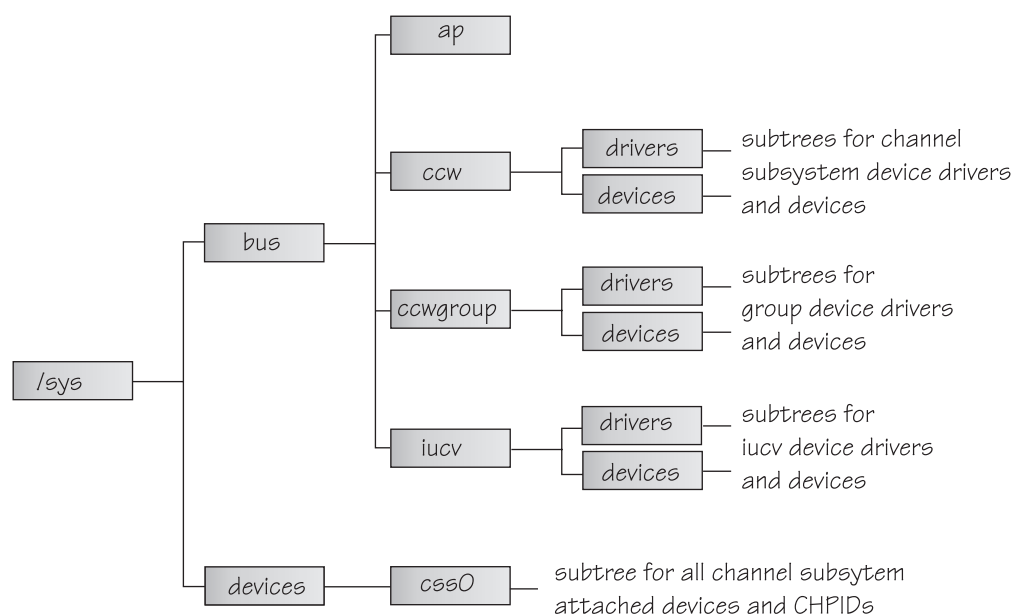 ap
drivers
subtrees for channel
ccw
subsystem device drivers
devices
and devices
bus
drivers
subtrees for
ccwgroup
group device drivers
devices
and devices
/sys
drivers
subtrees for
iucv
iucv device drivers
devices
and devices
devices
css0
subtree for all channel subsytem
attached devices and CHPIDs